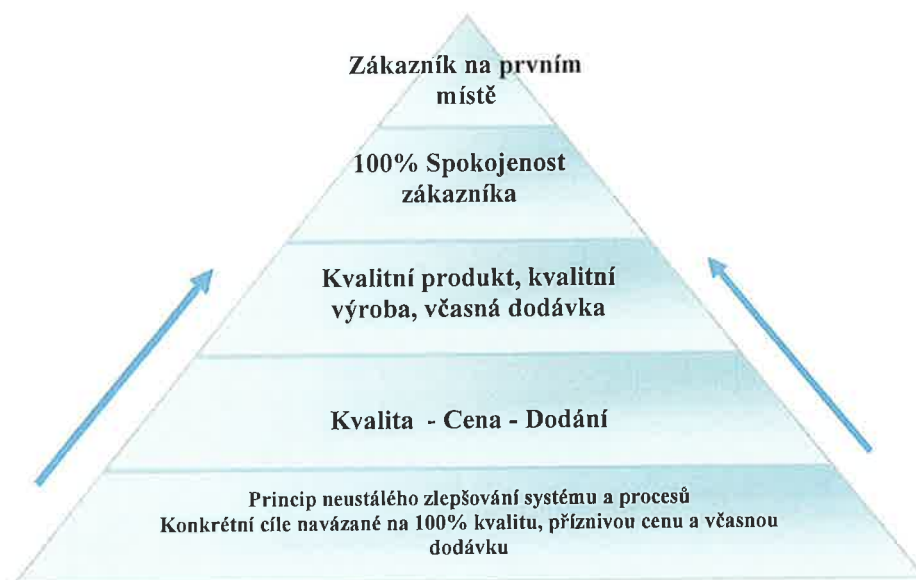 Zákazník na prvním
místě
100% Spokojenost
zákazníka
Kvalitní produkt, kvalitní
výroba, včasná dodávka
Kvalita - Cena - Dodání
Princip neustálého zlepšování systému a procesů
Konkrétní cíle navázané na 100% kvalitu, příznivou cenu a včasnou
dodávku